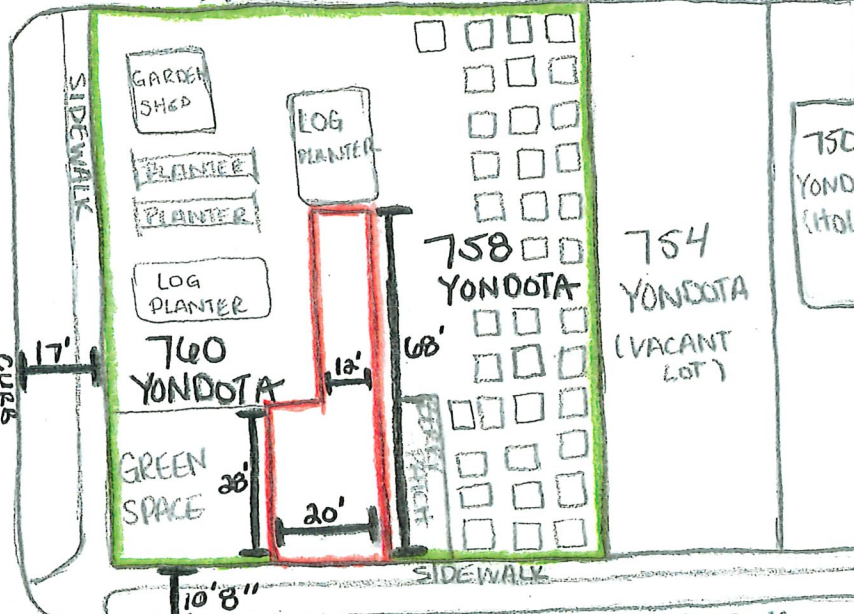 GARDEN
SHED
SIDEWALK
LOG
PLANTER
PLANTER
PLANTER
LOG
PLANTER
758
YONDOTA
754
YONDOTA
(VACANT
LOT)
750
YOND
(HOU
17'
CURB
760
YONDOTA
12'
68'
GREEN
SPACE
28'
20'
SIDEWALK
10'8"